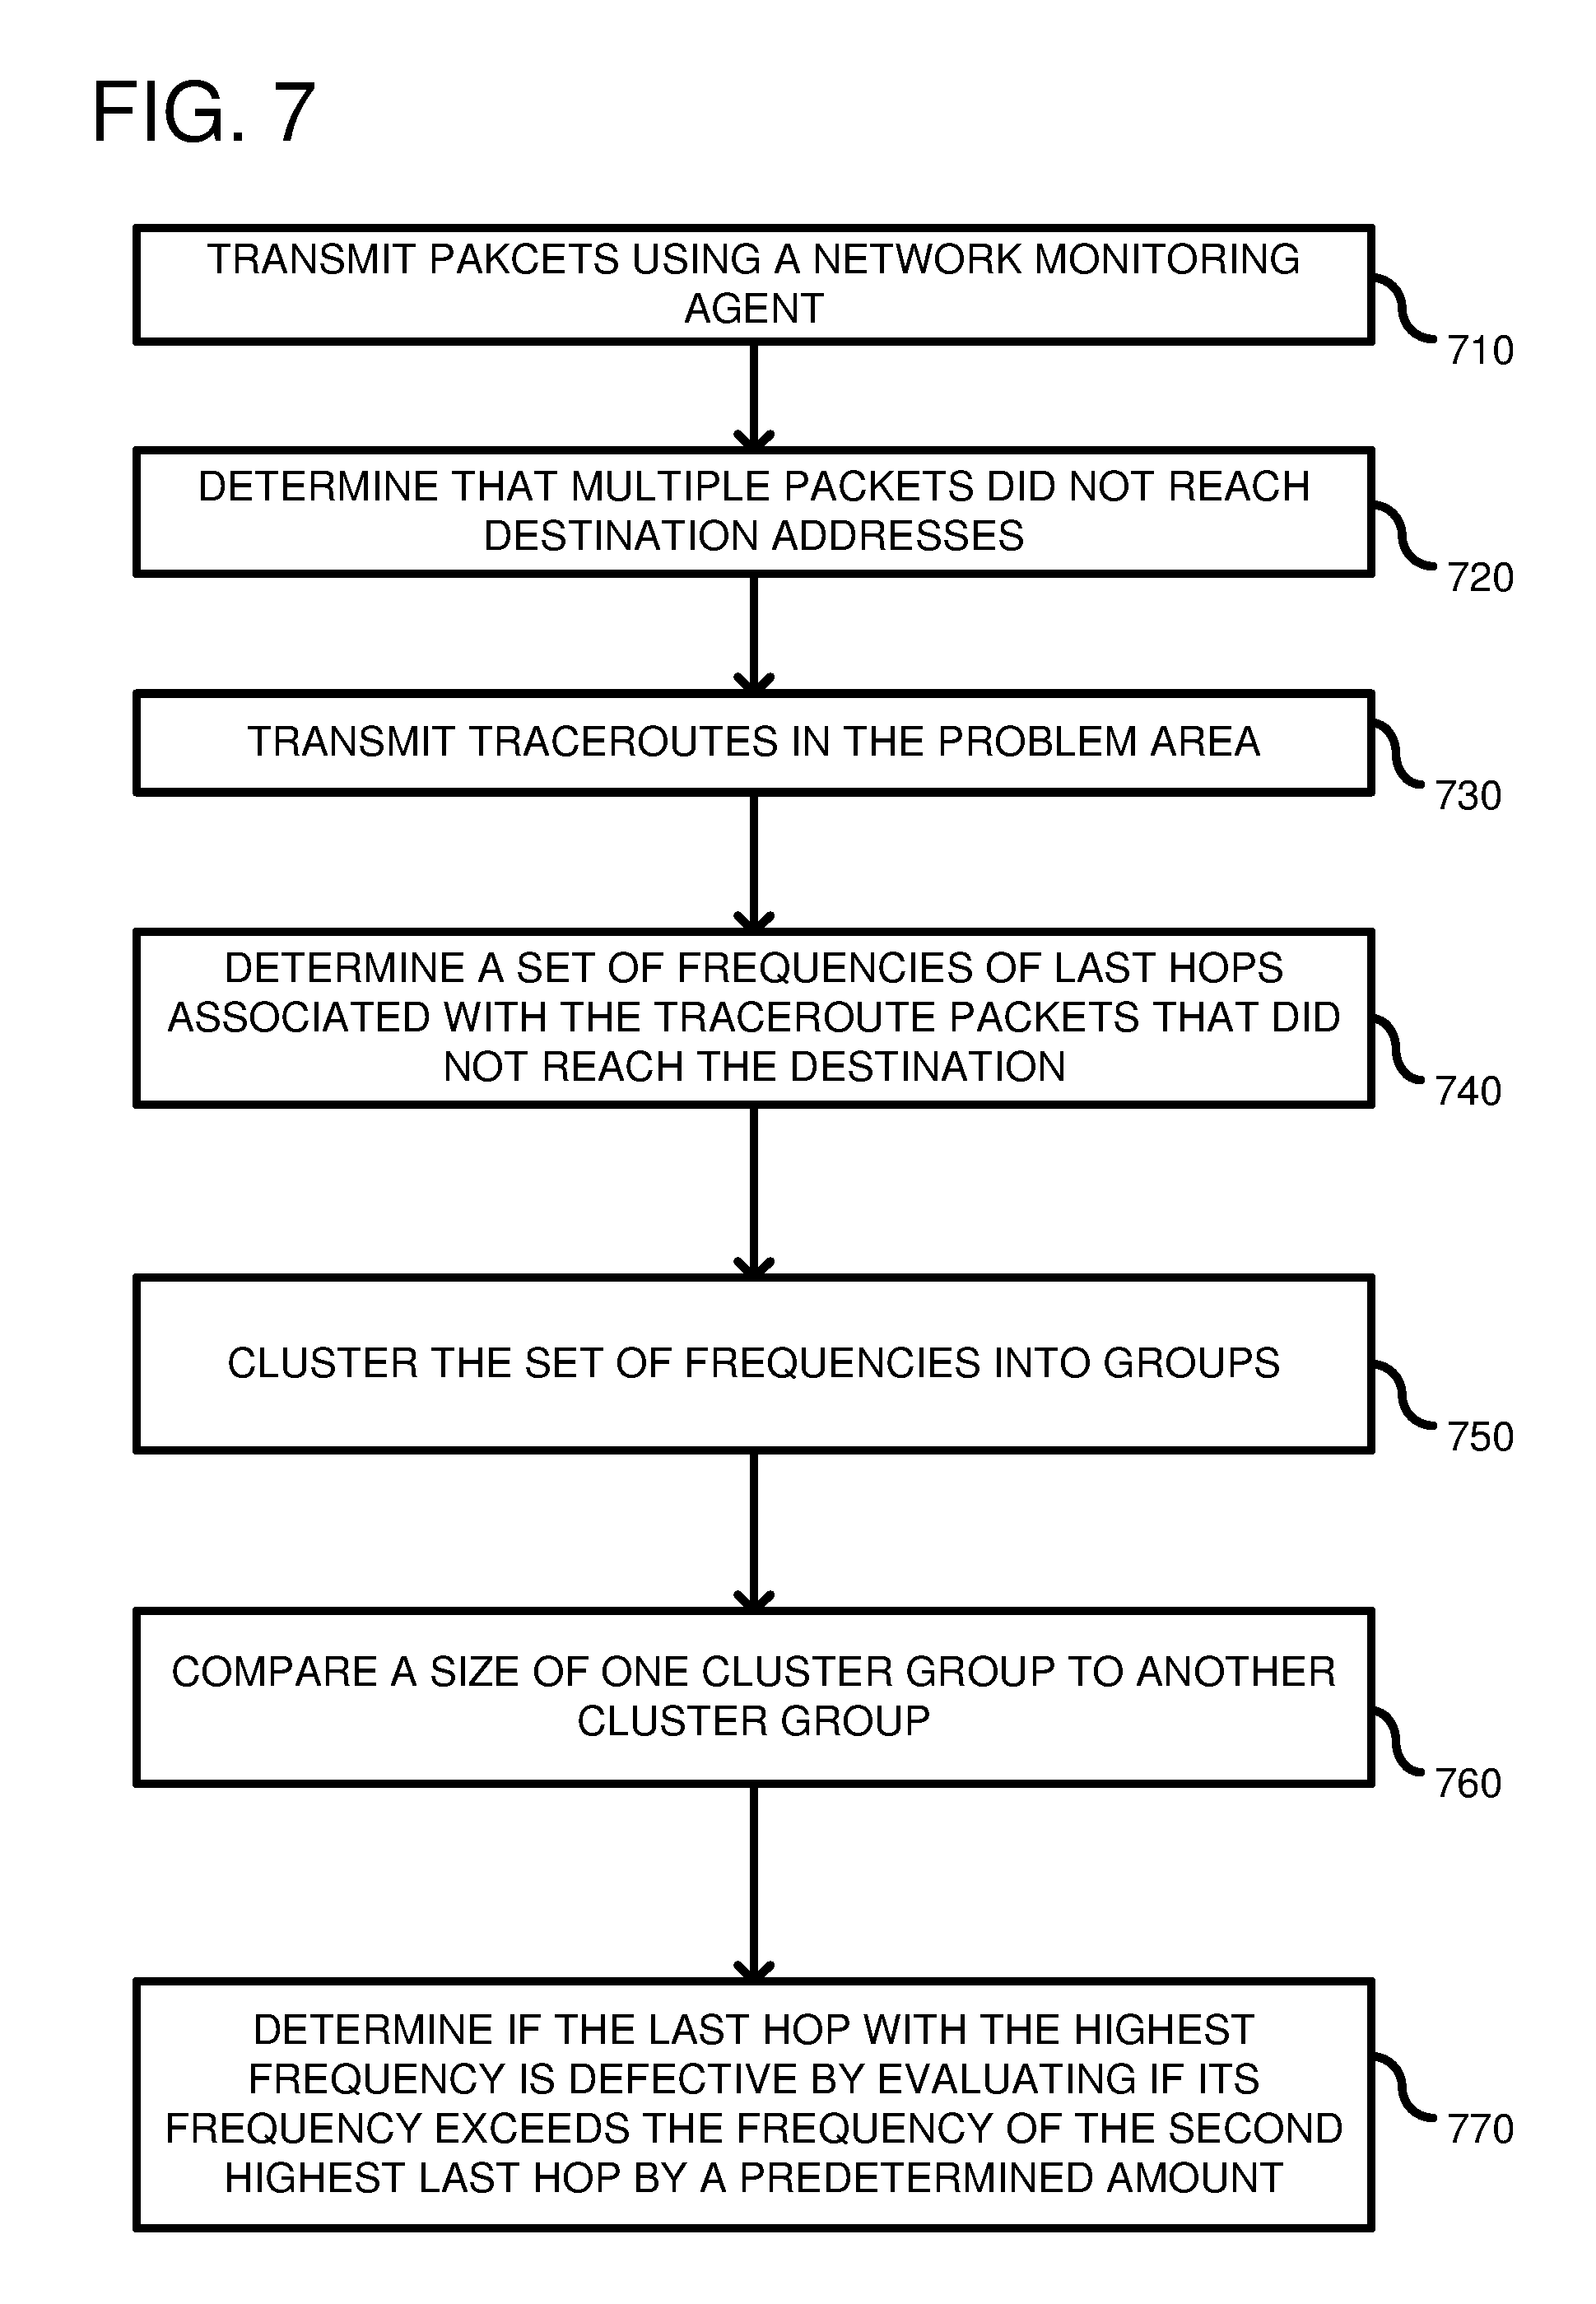 FIG. 7
TRANSMIT PAKCETS USING A NETWORK MONITORING
AGENT
710
DETERMINE THAT MULTIPLE PACKETS DID NOT REACH
DESTINATION ADDRESSES
720
TRANSMIT TRACEROUTES IN THE PROBLEM AREA
730
DETERMINE A SET OF FREQUENCIES OF LAST HOPS
ASSOCIATED WITH THE TRACEROUTE PACKETS THAT DID
NOT REACH THE DESTINATION
740
CLUSTER THE SET OF FREQUENCIES INTO GROUPS
750
COMPARE A SIZE OF ONE CLUSTER GROUP TO ANOTHER
CLUSTER GROUP
760
DETERMINE IF THE LAST HOP WITH THE HIGHEST
FREQUENCY IS DEFECTIVE BY EVALUATING IF ITS
FREQUENCY EXCEEDS THE FREQUENCY OF THE SECOND
HIGHEST LAST HOP BY A PREDETERMINED AMOUNT
770